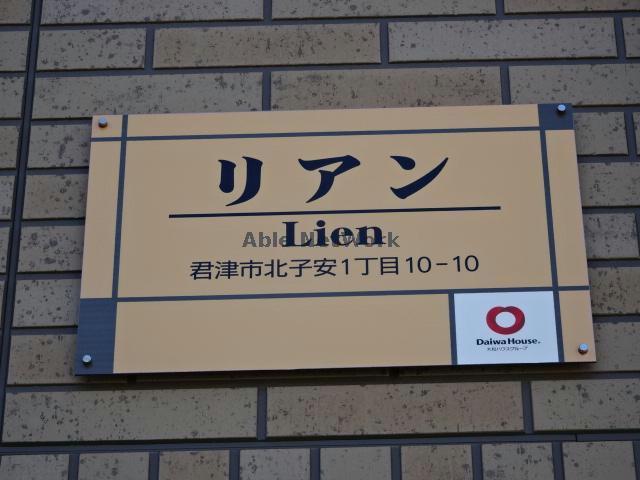 リアン
Lien
Able Network
君津市北子安1丁目10-10
Daiwa House®
大和ハウスグループ